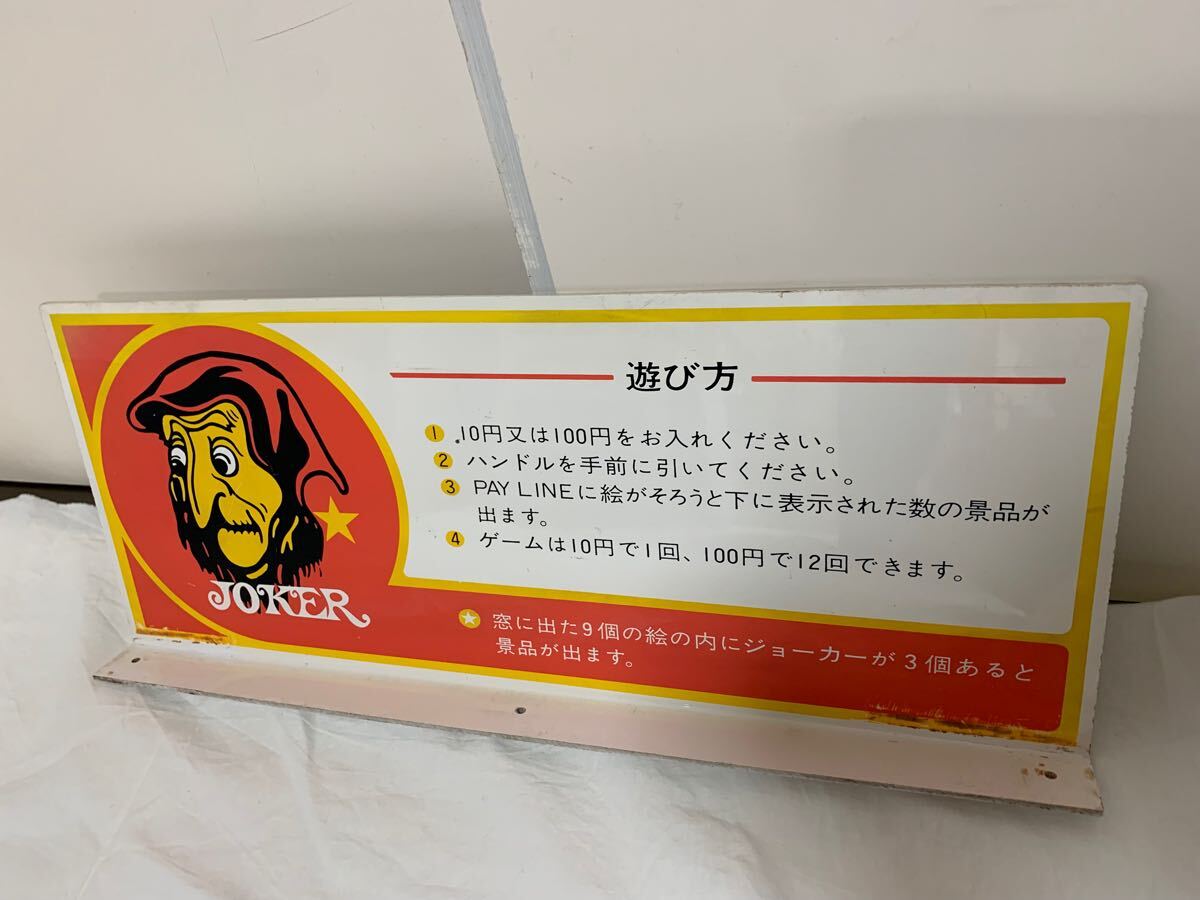 遊び方
1 10円又は100円をお入れください。
2 ハンドルを手前に引いてください。
3 PAY LINEに絵がそろうと下に表示された数の景品が
出ます。
4 ゲームは10円で1回、100円で12回できます。
JOKER
窓に出た9個の絵の内にジョーカーが3個あると
景品が出ます。